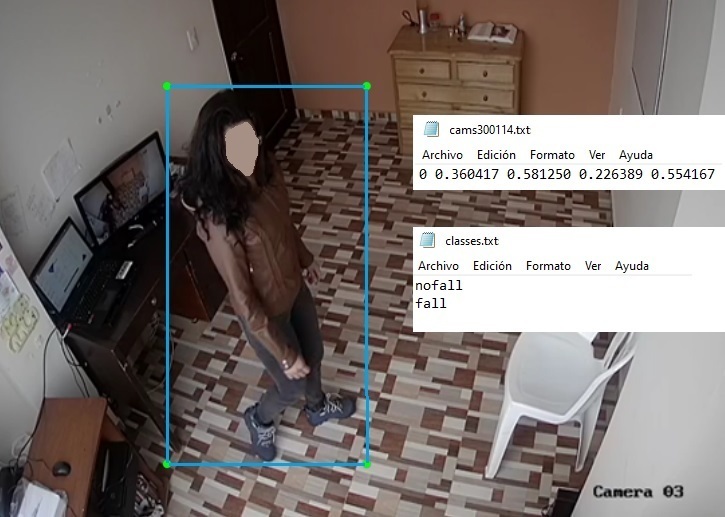 cams300114.txt
Archivo Edición Formato Ver Ayuda
0 0.360417 0.581250 0.226389 0.554167
classes.txt
Archivo Edición Formato Ver Ayuda
nofall
fall
Camera 03